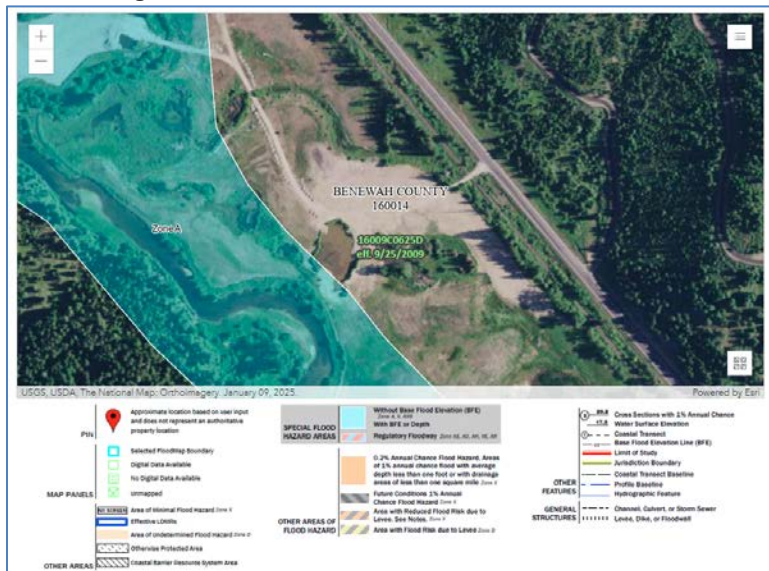 +
−
BENEWAH COUNTY
160014
Zone A
16009C0625D
eff. 9/25/2009
USGS, USDA, The National Map: Orthoimagery. January 09, 2025.
Powered by Esri
PIN
Approximate location based on user input
and does not represent an authoritative
property location
MAP PANELS
Selected FloodMap Boundary
Digital Data Available
No Digital Data Available
Unmapped
OTHER AREAS
Area of Minimal Flood Hazard Zone X
Effective LOMRs
Area of Undetermined Flood Hazard Zone D
Otherwise Protected Area
Coastal Barrier Resource System Area
SPECIAL FLOOD
HAZARD AREAS
Without Base Flood Elevation (BFE)
Zone A, V, A99
With BFE or Depth
Regulatory Floodway Zone AE, AO, AH, VE, AR
OTHER AREAS OF
FLOOD HAZARD
0.2% Annual Chance Flood Hazard, Areas
of 1% annual chance flood with average
depth less than one foot or with drainage
areas of less than one square mile Zone X
Future Conditions 1% Annual
Chance Flood Hazard Zone X
Area with Reduced Flood Risk due to
Levee. See Notes. Zone X
Area with Flood Risk due to Levee Zone D
OTHER
FEATURES
Cross Sections with 1% Annual Chance
Water Surface Elevation
Coastal Transect
Base Flood Elevation Line (BFE)
Limit of Study
Jurisdiction Boundary
Coastal Transect Baseline
Profile Baseline
Hydrographic Feature
GENERAL
STRUCTURES
Channel, Culvert, or Storm Sewer
Levee, Dike, or Floodwall